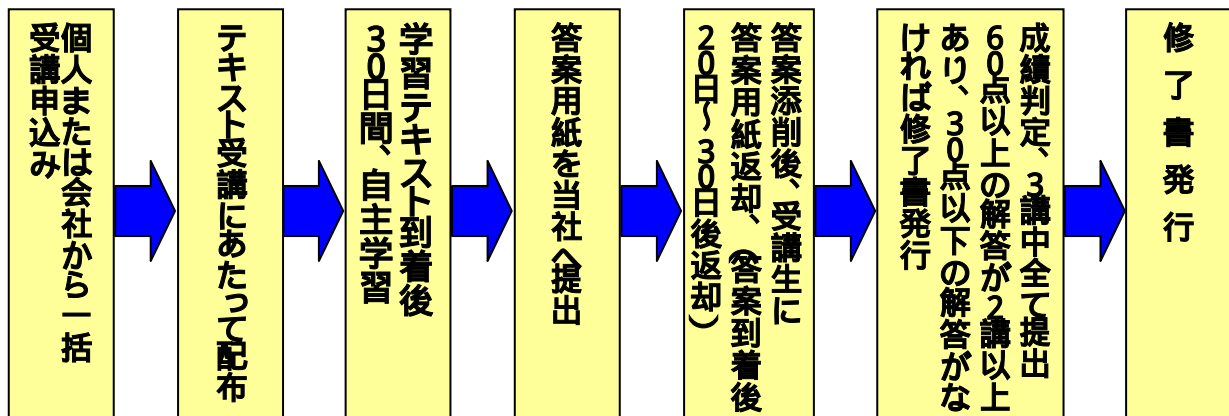 個人または会社から一括
受講申込み
テキスト受講にあたって配布
学習テキスト到着後
30日間、自主学習
答案用紙を当社へ提出
答案添削後、受講生に
答案用紙返却、(答案到着後
20日~30日後返却)
成績判定、3講中全て提出
60点以上の解答が2講以上
あり、30点以下の解答がな
ければ修了書発行
修了書発行